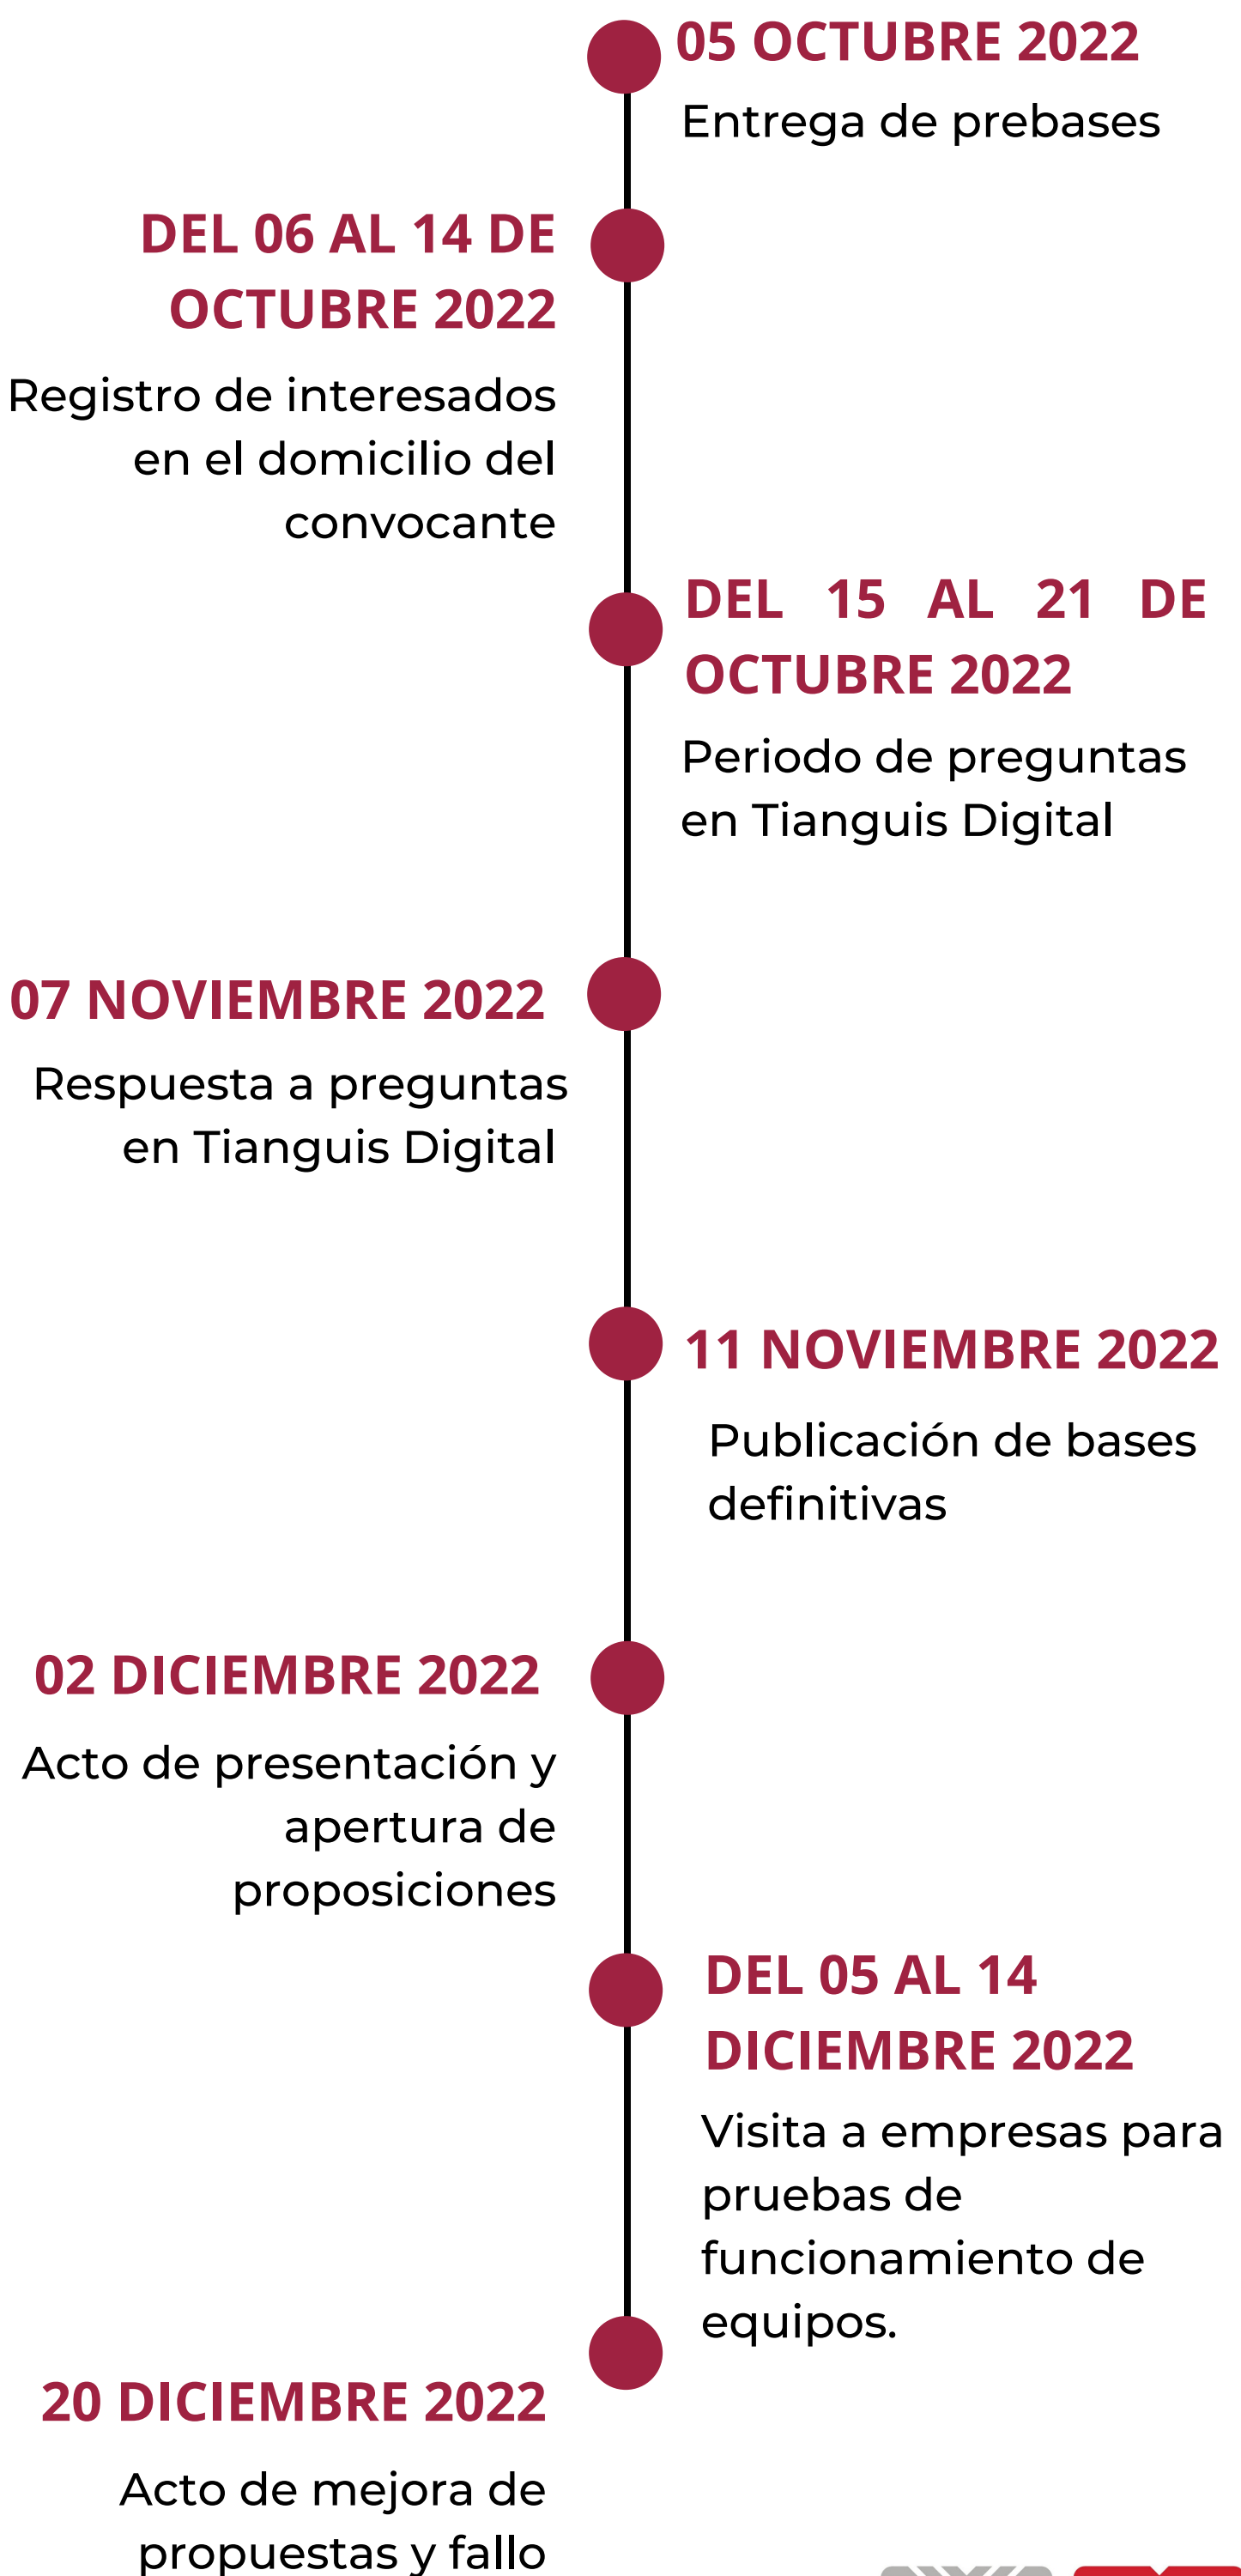 05 OCTUBRE 2022
Entrega de prebases
DEL 06 AL 14 DE
OCTUBRE 2022
Registro de interesados
en el domicilio del
convocante
DEL 15 AL 21 DE
OCTUBRE 2022
Periodo de preguntas
en Tianguis Digital
07 NOVIEMBRE 2022
Respuesta a preguntas
en Tianguis Digital
11 NOVIEMBRE 2022
Publicación de bases
definitivas
02 DICIEMBRE 2022
Acto de presentación y
apertura de
proposiciones
DEL 05 AL 14
DICIEMBRE 2022
Visita a empresas para
pruebas de
funcionamiento de
equipos.
20 DICIEMBRE 2022
Acto de mejora de
propuestas y fallo